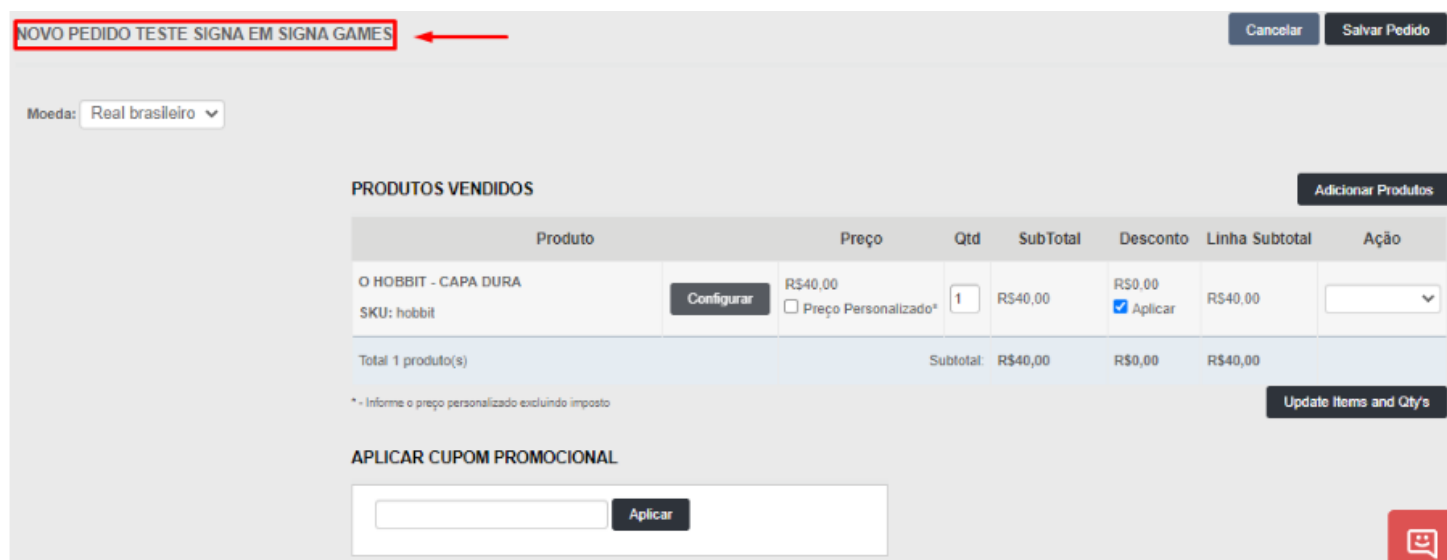 NOVO PEDIDO TESTE SIGNA EM SIGNA GAMES
Cancelar
Salvar Pedido
Moeda: Real brasileiro
PRODUTOS VENDIDOS
Adicionar Produtos
Produto Preço Qtd SubTotal Desconto Linha Subtotal Ação
O HOBBIT - CAPA DURA
SKU: hobbit
Configurar
R$40,00
Preço Personalizado*
1
R$40,00
R$0,00
Aplicar
R$40,00
Total 1 produto(s) Subtotal: R$40,00 R$0,00 R$40,00
* - Informe o preço personalizado excluindo imposto
Update Items and Qty's
APLICAR CUPOM PROMOCIONAL
Aplicar